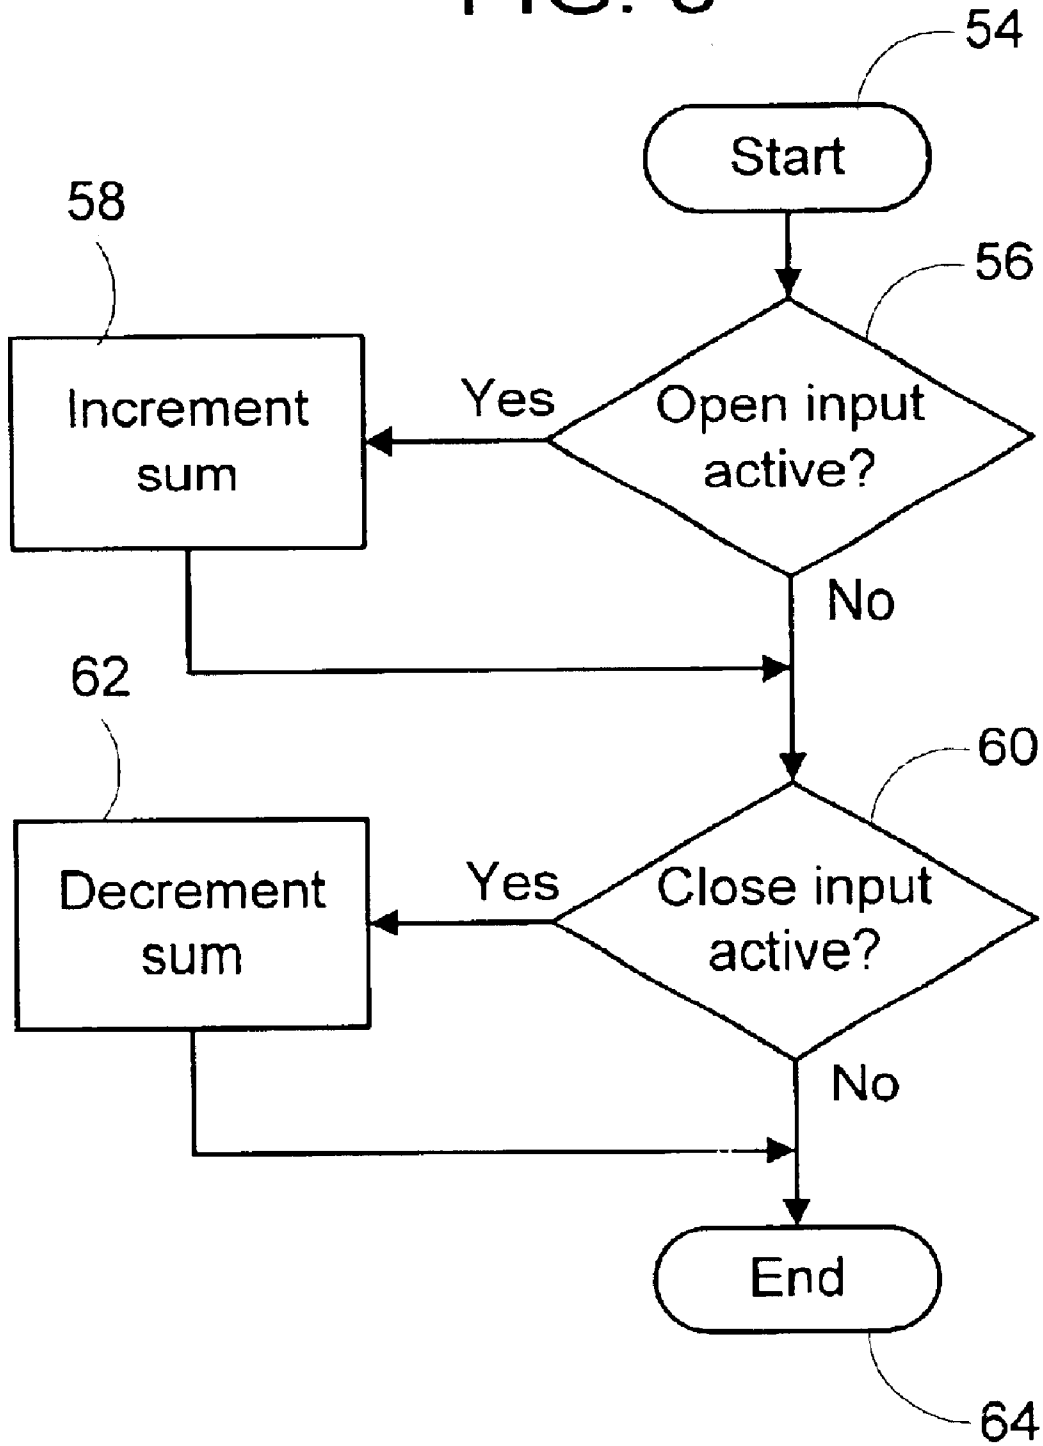 54
Start
58
56
Yes
Open input
active?
Increment
sum
No
62
60
Yes
Close input
active?
Decrement
sum
No
End
64